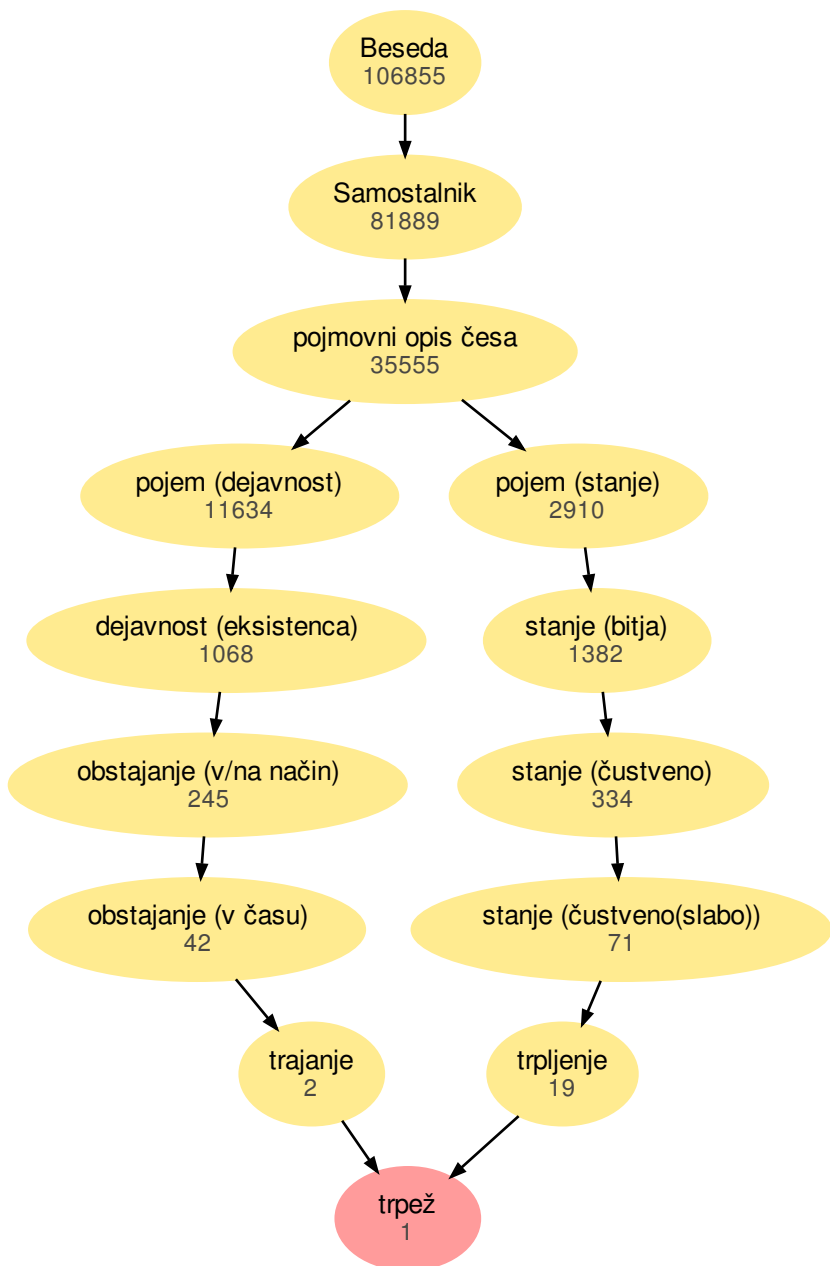 Beseda
106855
Samostalnik
81889
pojmovni opis česa
35555
pojem (dejavnost)
11634
pojem (stanje)
2910
dejavnost (eksistenca)
1068
stanje (bitja)
1382
obstajanje (v/na način)
245
stanje (čustveno)
334
obstajanje (v času)
42
stanje (čustveno(slabo))
71
trajanje
2
trpljenje
19
trpež
1